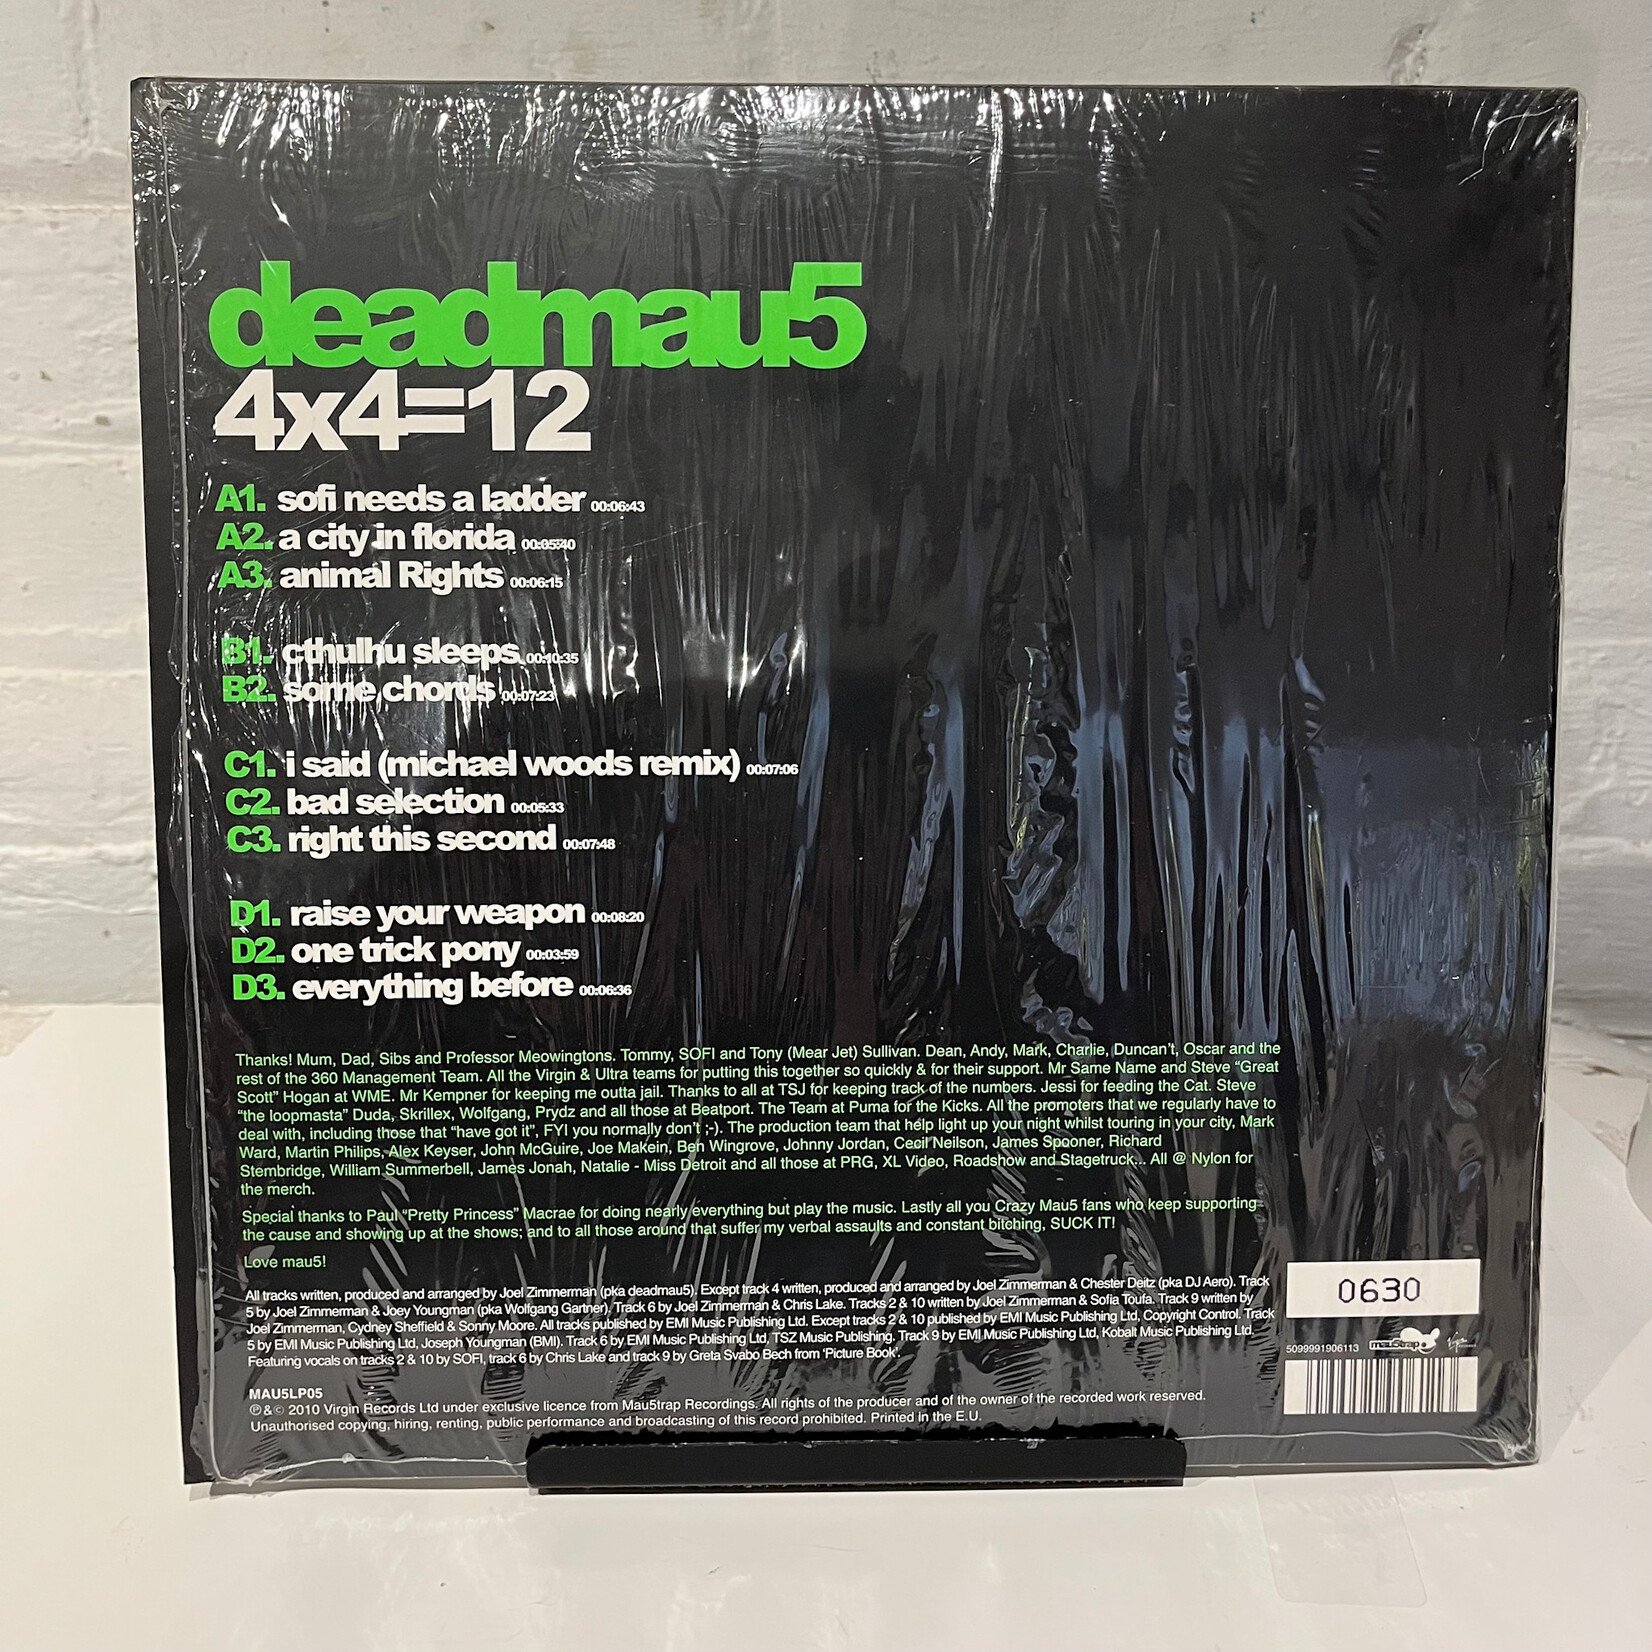 deadmau5
4x4=12
A1. sofi needs a ladder 00:06:43
A2. a city in florida 00:05:40
A3. animal Rights 00:06:15
B1. cthulhu sleeps 00:10:35
B2. some chords 00:07:23
C1. i said (michael woods remix) 00:07:06
C2. bad selection 00:05:33
C3. right this second 00:07:48
D1. raise your weapon 00:08:20
D2. one trick pony 00:03:59
D3. everything before 00:06:36
Thanks! Mum, Dad, Sibs and Professor Meowingtons. Tommy, SOFI and Tony (Mear Jet) Sullivan. Dean, Andy, Mark, Charlie, Duncan't, Oscar and the
rest of the 360 Management Team. All the Virgin & Ultra teams for putting this together so quickly & for their support. Mr Same Name and Steve "Great
Scott" Hogan at WME. Mr Kempner for keeping me outta jail. Thanks to all at TSJ for keeping track of the numbers. Jessi for feeding the Cat. Steve
"the loopmasta" Duda, Skrillex, Wolfgang, Prydz and all those at Beatport. The Team at Puma for the Kicks. All the promoters that we regularly have to
deal with, including those that "have got it", FYI you normally don't ;-). The production team that help light up your night whilst touring in your city, Mark
Ward, Martin Philips, Alex Keyser, John McGuire, Joe Makein, Ben Wingrove, Johnny Jordan, Cecil Neilson, James Spooner, Richard
Stembridge, William Summerbell, James Jonah, Natalie - Miss Detroit and all those at PRG, XL Video, Roadshow and Stagetruck... All @ Nylon for
the merch.
Special thanks to Paul "Pretty Princess" Macrae for doing nearly everything but play the music. Lastly all you Crazy Mau5 fans who keep supporting
the cause and showing up at the shows; and to all those around that suffer my verbal assaults and constant bitching, SUCK IT!
Love mau5!
All tracks written, produced and arranged by Joel Zimmerman (pka deadmau5). Except track 4 written, produced and arranged by Joel Zimmerman & Chester Deitz (pka DJ Aero). Track
5 by Joel Zimmerman & Joey Youngman (pka Wolfgang Gartner), Track 6 by Joel Zimmerman & Chris Lake. Tracks 2 & 10 written by Joel Zimmerman & Sofia Toufa. Track 9 written by
Joel Zimmerman, Cydney Sheffield & Sonny Moore. All tracks published by EMI Music Publishing Ltd. Except tracks 2 & 10 published by EMI Music Publishing Ltd, Copyright Control. Track
5 by EMI Music Publishing Ltd, Joseph Youngman (BMI). Track 6 by EMI Music Publishing Ltd, TSZ Music Publishing. Track 9 by EMI Music Publishing Ltd, Kobalt Music Publishing Ltd.
Featuring vocals on tracks 2 & 10 by SOFI, track 6 by Chris Lake and track 9 by Greta Svabo Bech from 'Picture Book'.
0630
5099991906113 mau5trap Virgin
MAU5LP05
℗&© 2010 Virgin Records Ltd under exclusive licence from Mau5trap Recordings. All rights of the producer and of the owner of the recorded work reserved.
Unauthorised copying, hiring, renting, public performance and broadcasting of this record prohibited. Printed in the E.U.